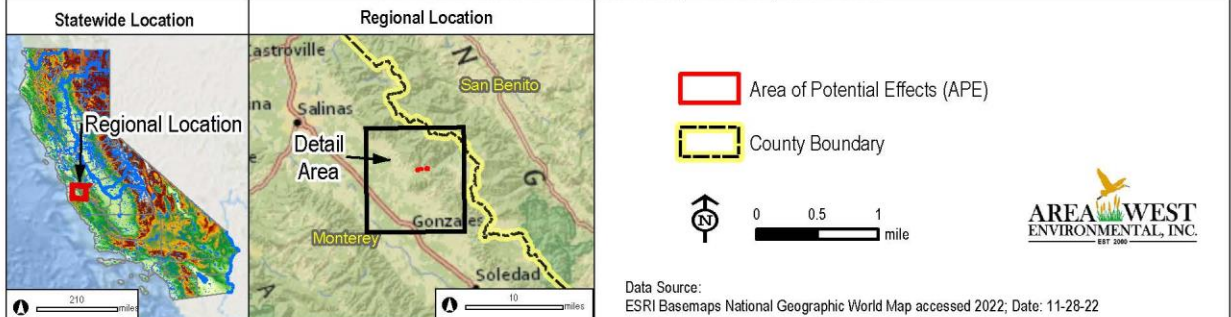 Statewide Location
Regional Location
210
miles
Regional Location
Castroville
San Benito
Salinas
Detail
Area
Gonzales
Monterey
Soledad
N
G
A
10
miles
Area of Potential Effects (APE)
County Boundary
N
0 0.5 1
mile
AREA WEST
ENVIRONMENTAL, INC.
EST 2000
Data Source:
ESRI Basemaps National Geographic World Map accessed 2022; Date: 11-28-22